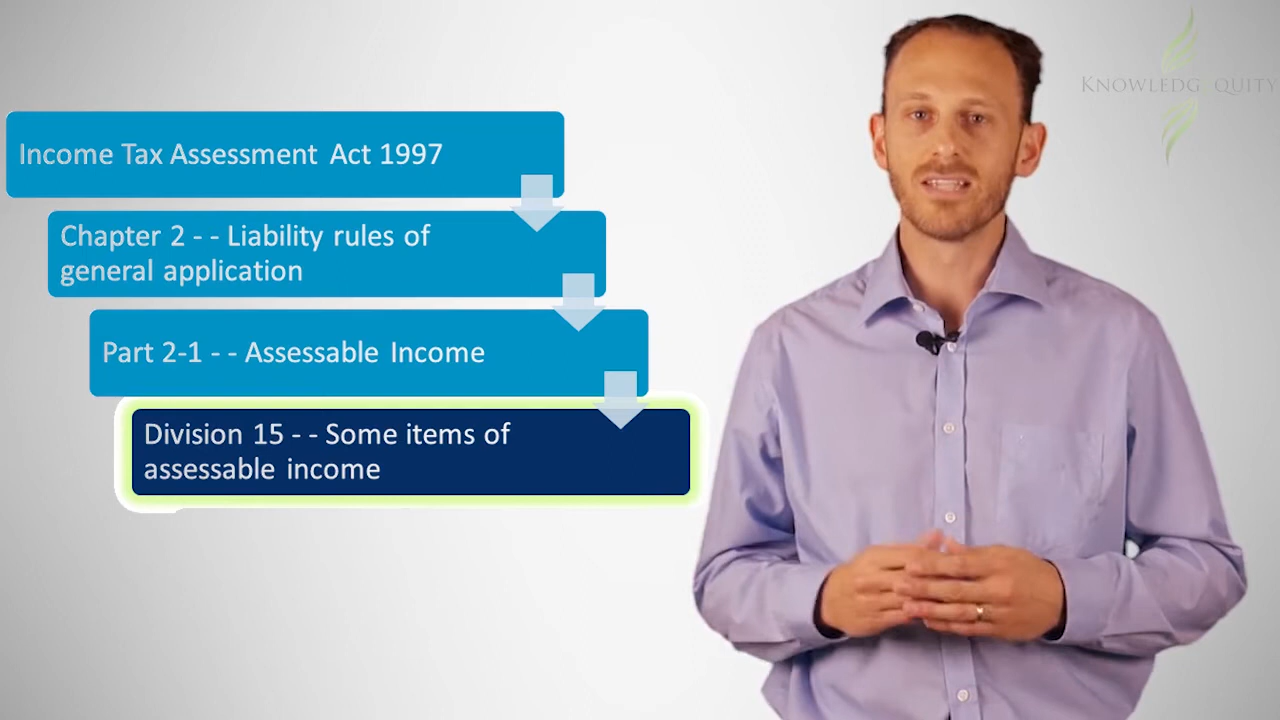 Income Tax Assessment Act 1997
Chapter 2 - - Liability rules of
general application
Part 2-1 - - Assessable Income
Division 15 - - Some items of
assessable income